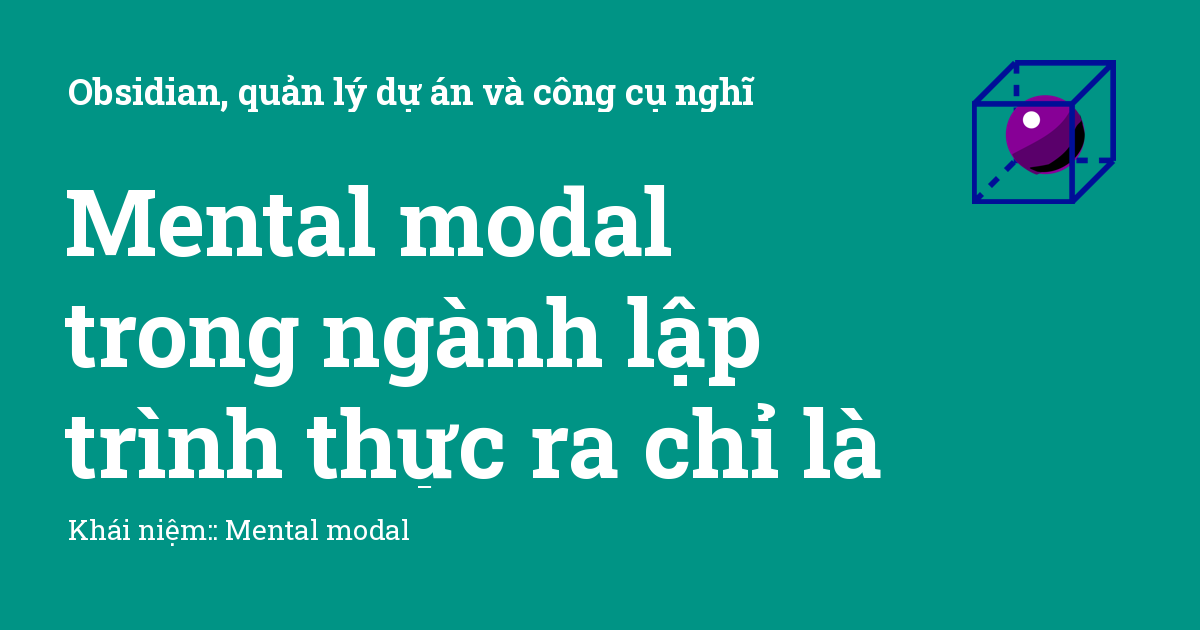 Obsidian, quản lý dự án và công cụ nghĩ
Mental modal
trong ngành lập
trình thực ra chỉ là
Khái niệm:: Mental modal